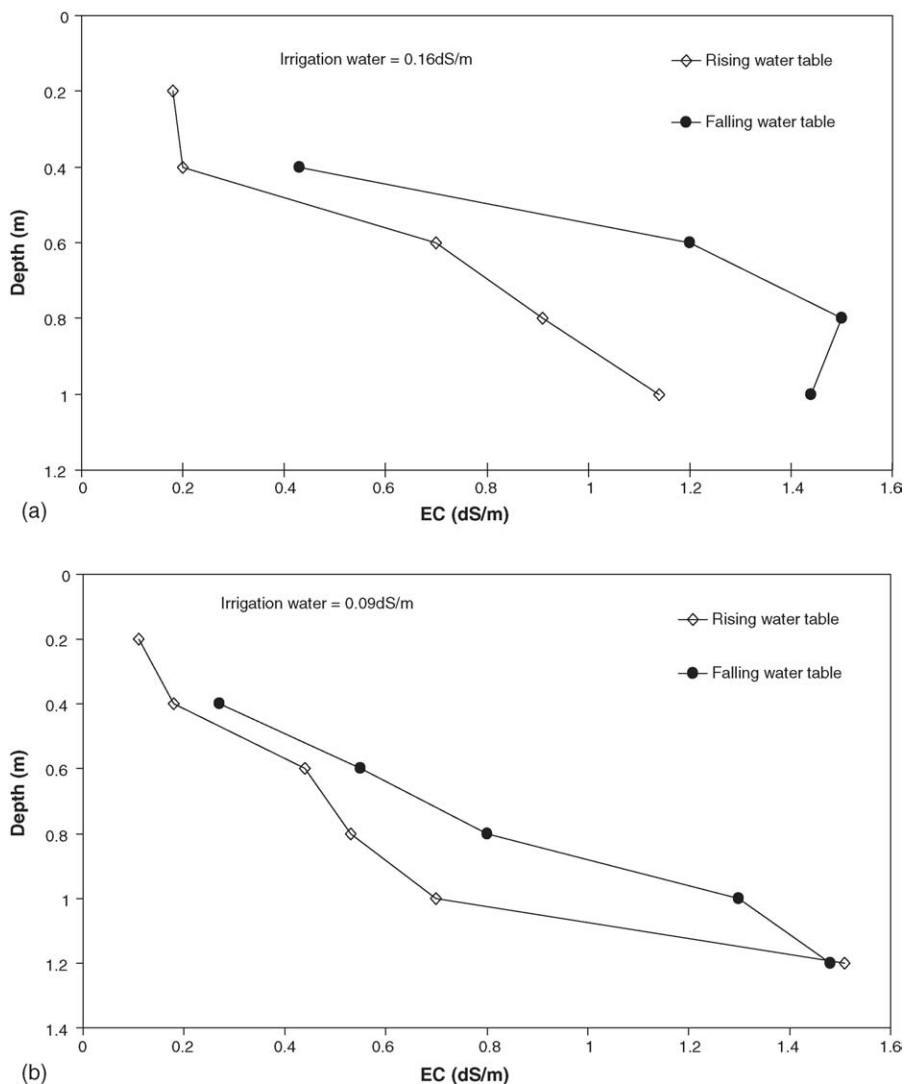 0
Irrigation water = 0.16dS/m
Rising water table
0.2
Falling water table
0.4
Depth (m)
0.6
0.8
1
1.2
0 0.2 0.4 0.6 0.8 1 1.2 1.4 1.6
(a)
EC (dS/m)
0
Irrigation water = 0.09dS/m
Rising water table
0.2
Falling water table
0.4
0.6
Depth (m)
0.8
1
1.2
1.4
0 0.2 0.4 0.6 0.8 1 1.2 1.4 1.6
(b)
EC (dS/m)